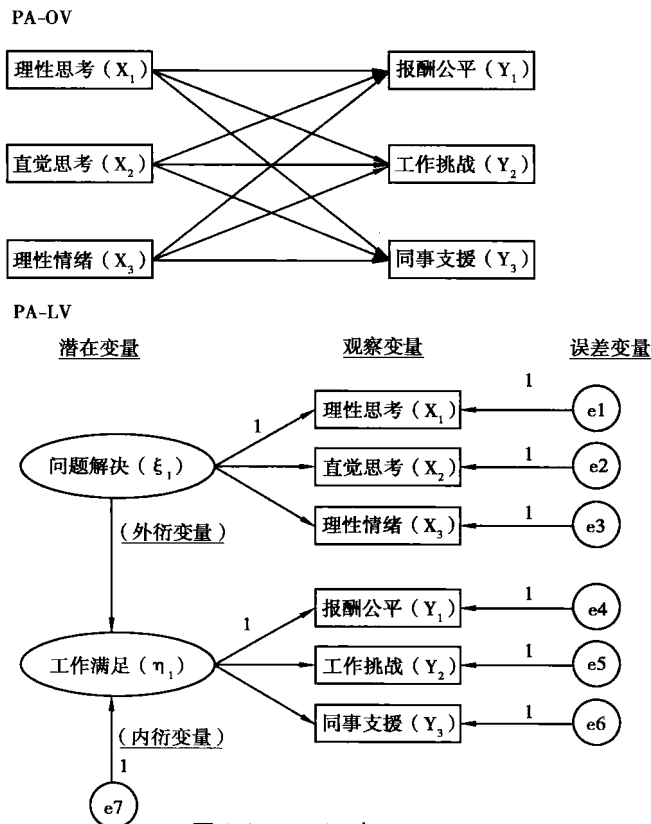 PA-OV
理性思考（X₁） 报酬公平（Y₁）
直觉思考（X₂） 工作挑战（Y₂）
理性情绪（X₃） 同事支援（Y₃）
PA-LV
潜在变量 观察变量 误差变量
1 理性思考（X₁） 1 e1
问题解决（ξ₁） 直觉思考（X₂） 1 e2
（外衍变量） 理性情绪（X₃） 1 e3
1 报酬公平（Y₁） 1 e4
工作满足（η₁） 工作挑战（Y₂） 1 e5
（内衍变量） 同事支援（Y₃） 1 e6
1
e7